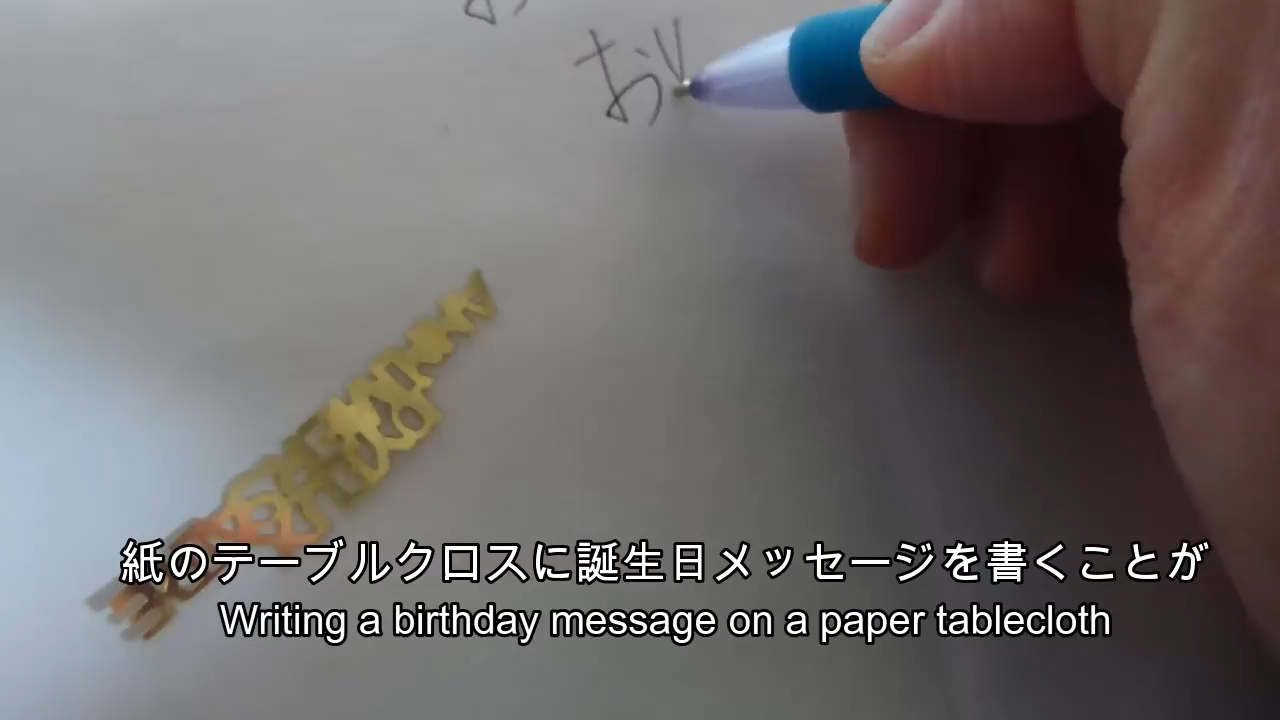 お
紙のテーブルクロスに誕生日メッセージを書くことが
Writing a birthday message on a paper tablecloth